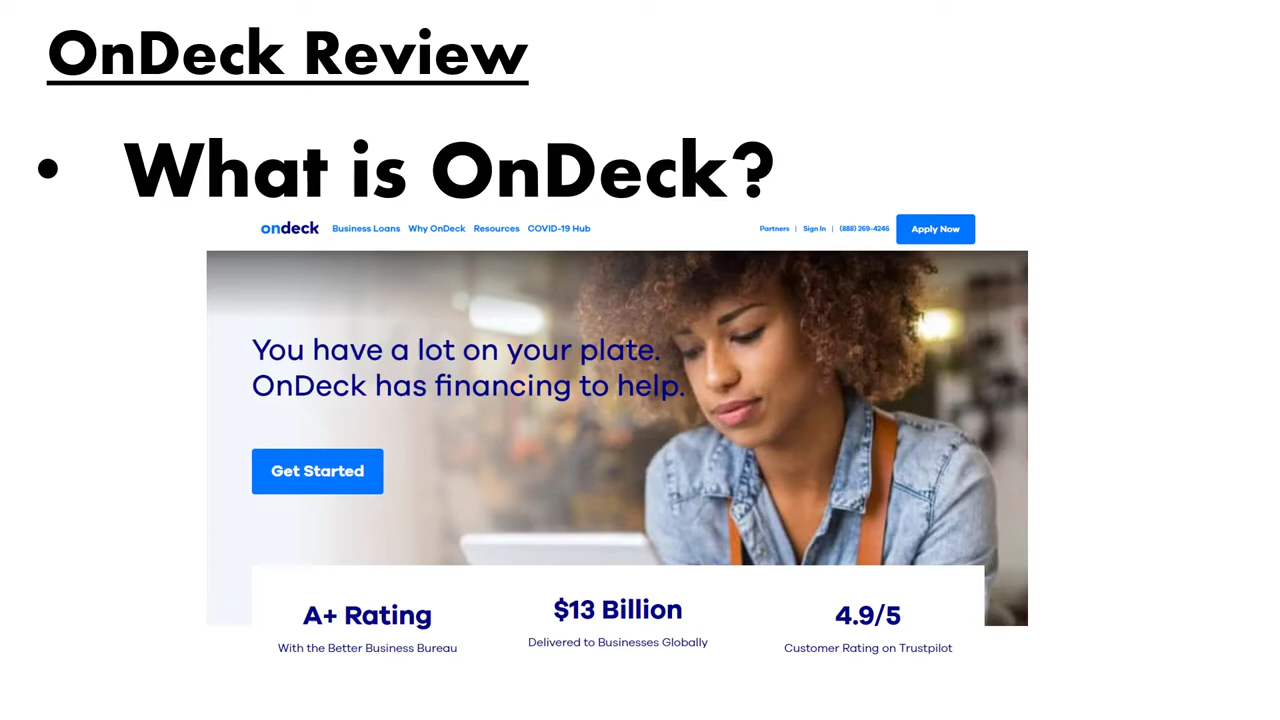 OnDeck Review
• What is OnDeck?
ondeck Business Loans Why OnDeck Resources COVID-19 Hub Partners | Sign In | (888) 269-4246 Apply Now
You have a lot on your plate.
OnDeck has financing to help.
Get Started
A+ Rating
With the Better Business Bureau
$13 Billion
Delivered to Businesses Globally
4.9/5
Customer Rating on Trustpilot